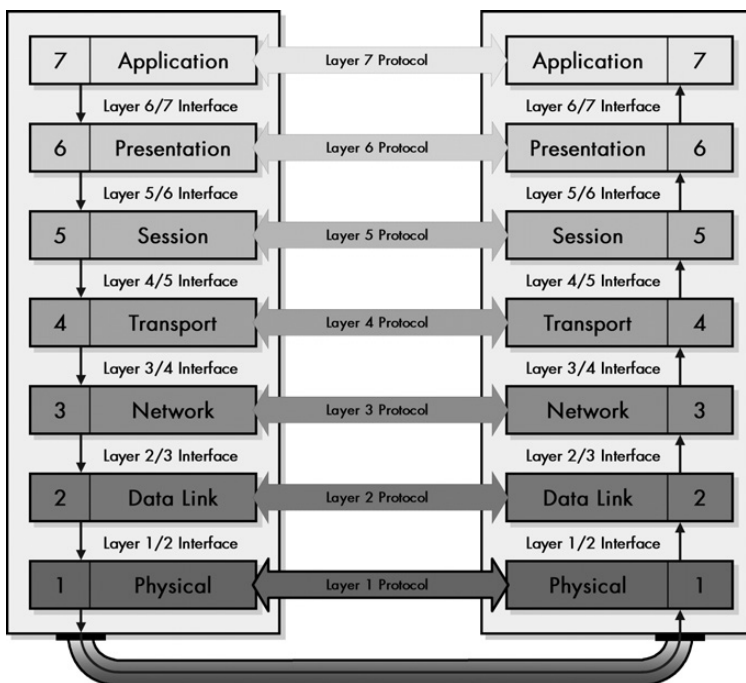 7 Application Layer 7 Protocol Application 7
Layer 6/7 Interface Layer 6/7 Interface
6 Presentation Layer 6 Protocol Presentation 6
Layer 5/6 Interface Layer 5/6 Interface
5 Session Layer 5 Protocol Session 5
Layer 4/5 Interface Layer 4/5 Interface
4 Transport Layer 4 Protocol Transport 4
Layer 3/4 Interface Layer 3/4 Interface
3 Network Layer 3 Protocol Network 3
Layer 2/3 Interface Layer 2/3 Interface
2 Data Link Layer 2 Protocol Data Link 2
Layer 1/2 Interface Layer 1/2 Interface
1 Physical Layer 1 Protocol Physical 1